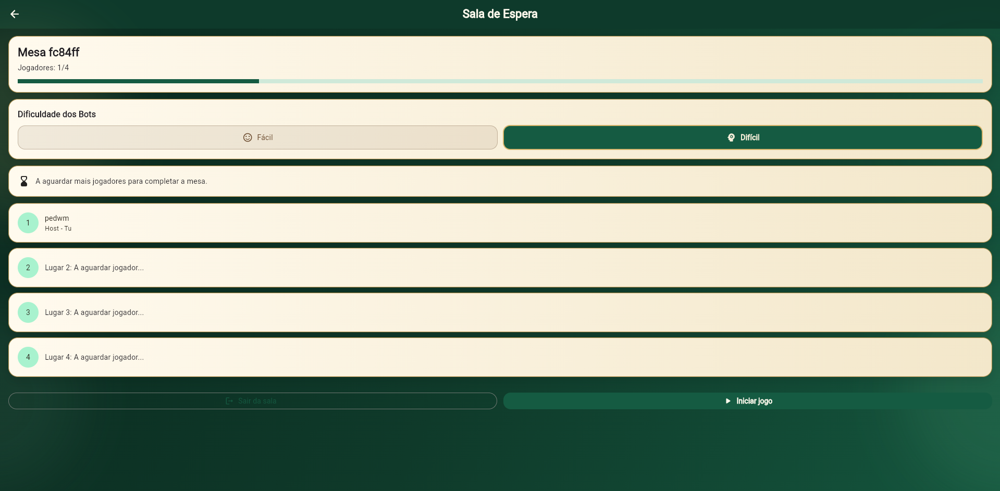 Sala de Espera
Mesa fc84ff
Jogadores: 1/4
Dificuldade dos Bots
Fácil
Difícil
A aguardar mais jogadores para completar a mesa.
1
pedwm
Host - Tu
2
Lugar 2: A aguardar jogador...
3
Lugar 3: A aguardar jogador...
4
Lugar 4: A aguardar jogador...
Sair da sala
Iniciar jogo